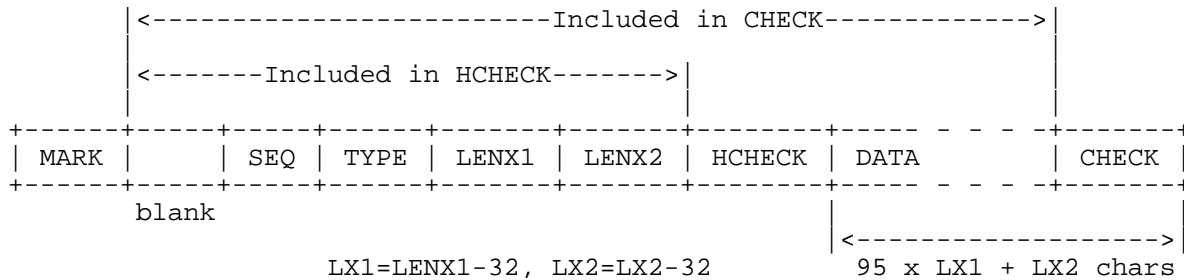 |<--------------------------Included in CHECK------------->|
|<-------Included in HCHECK------->|
+------+-----+-----+------+-------+-------+--------+----- - - - -+-------+
| MARK | | SEQ | TYPE | LENX1 | LENX2 | HCHECK | DATA | CHECK |
+------+-----+-----+------+-------+-------+--------+----- - - - -+-------+
blank
|<------------------->|
LX1=LENX1-32, LX2=LX2-32 95 x LX1 + LX2 chars